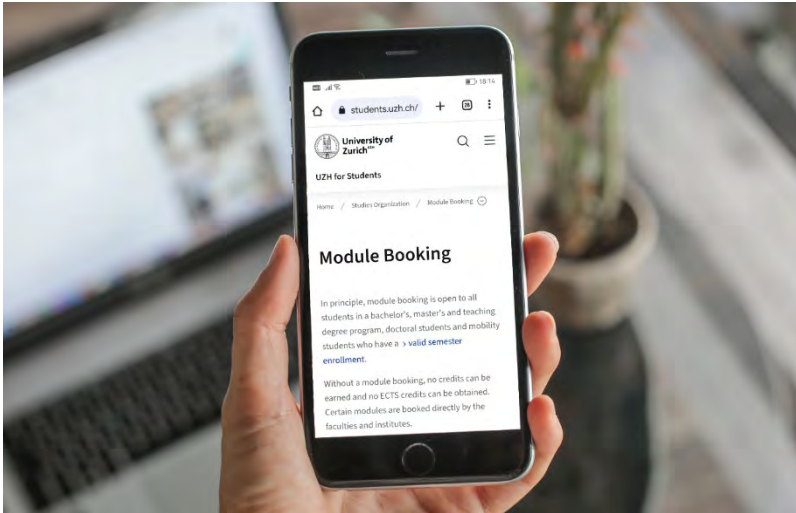 18:14
students.uzh.ch/
University of
Zurich
UZH for Students
Home / Studies Organization / Module Booking
Module Booking
In principle, module booking is open to all
students in a bachelor's, master's and teaching
degree program, doctoral students and mobility
students who have a › valid semester
enrollment.
Without a module booking, no credits can be
earned and no ECTS credits can be obtained.
Certain modules are booked directly by the
faculties and institutes.